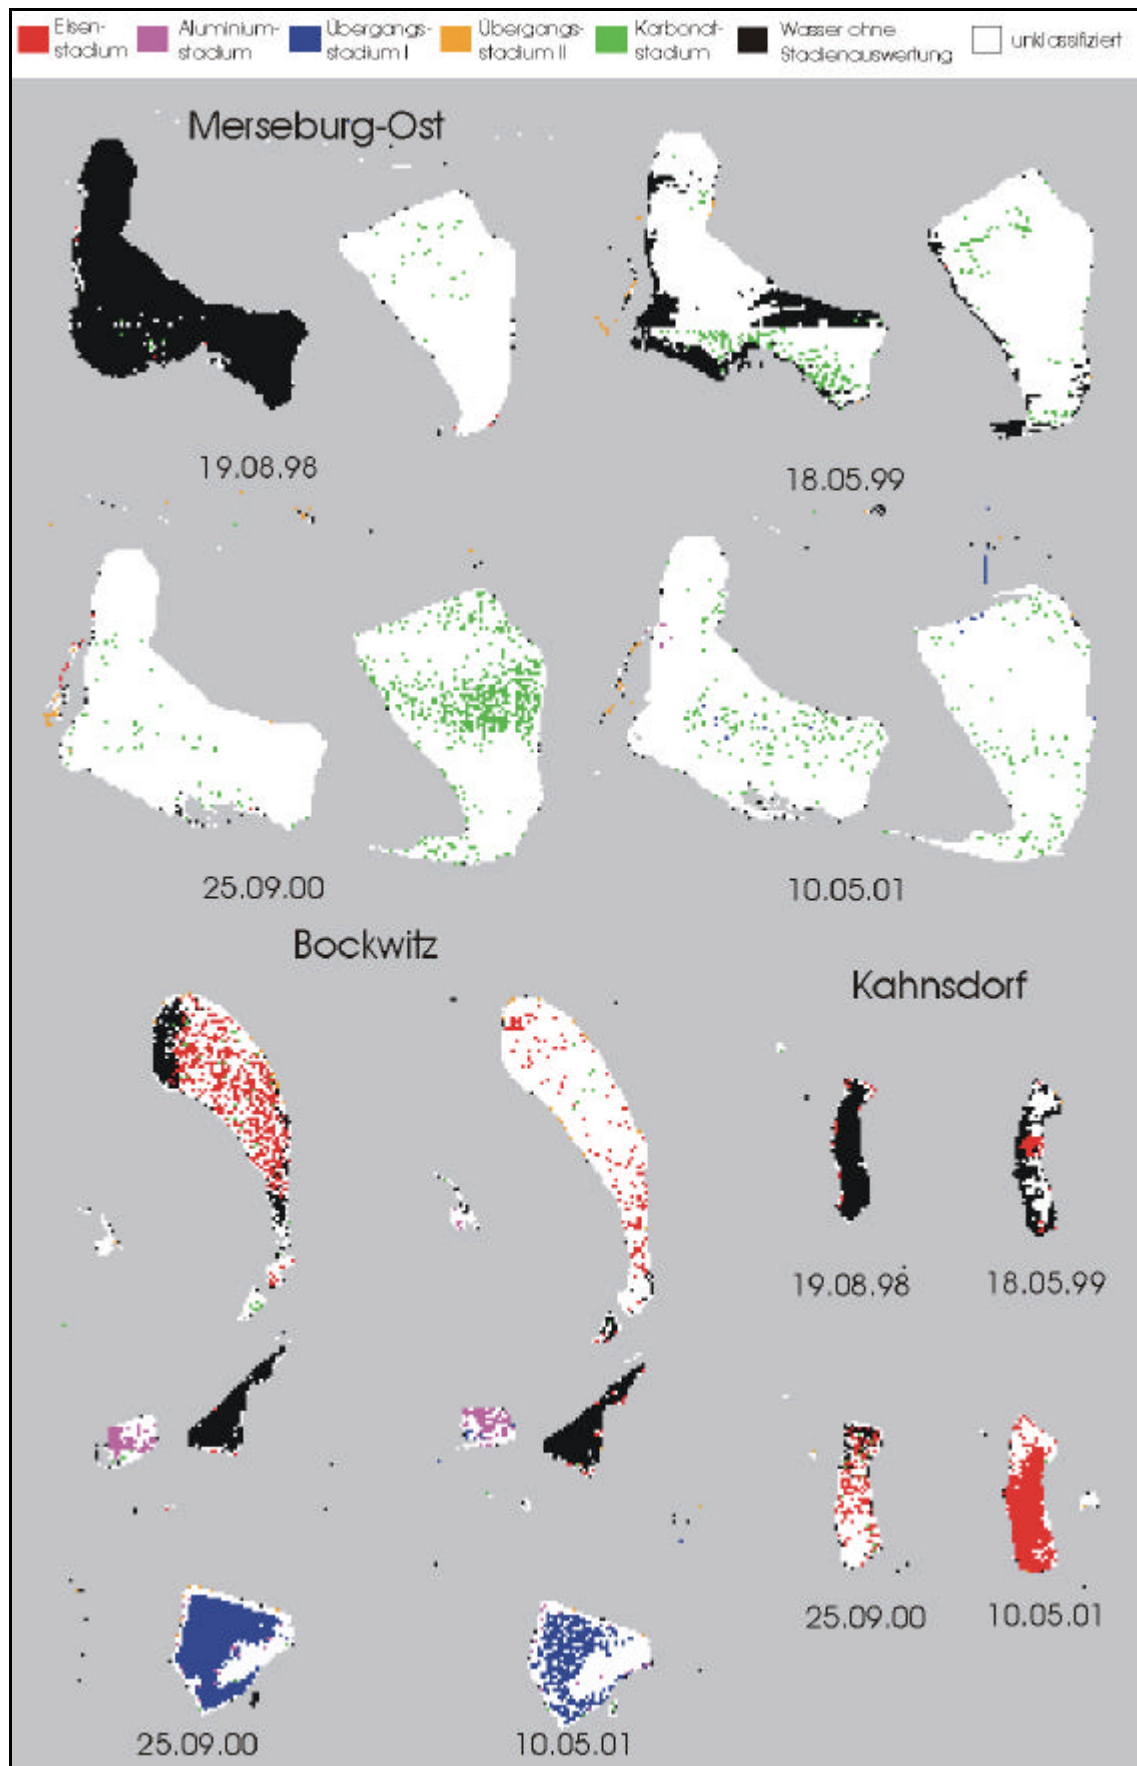 Eisen-
stadium
Aluminium-
stadium
Übergangs-
stadium I
Übergangs-
stadium II
Karbonat-
stadium
Wasser ohne
Stadienauswertung
unklassifiziert
Merseburg-Ost
19.08.98
18.05.99
25.09.00
10.05.01
Bockwitz
Kahnsdorf
19.08.98
18.05.99
25.09.00
10.05.01
25.09.00
10.05.01